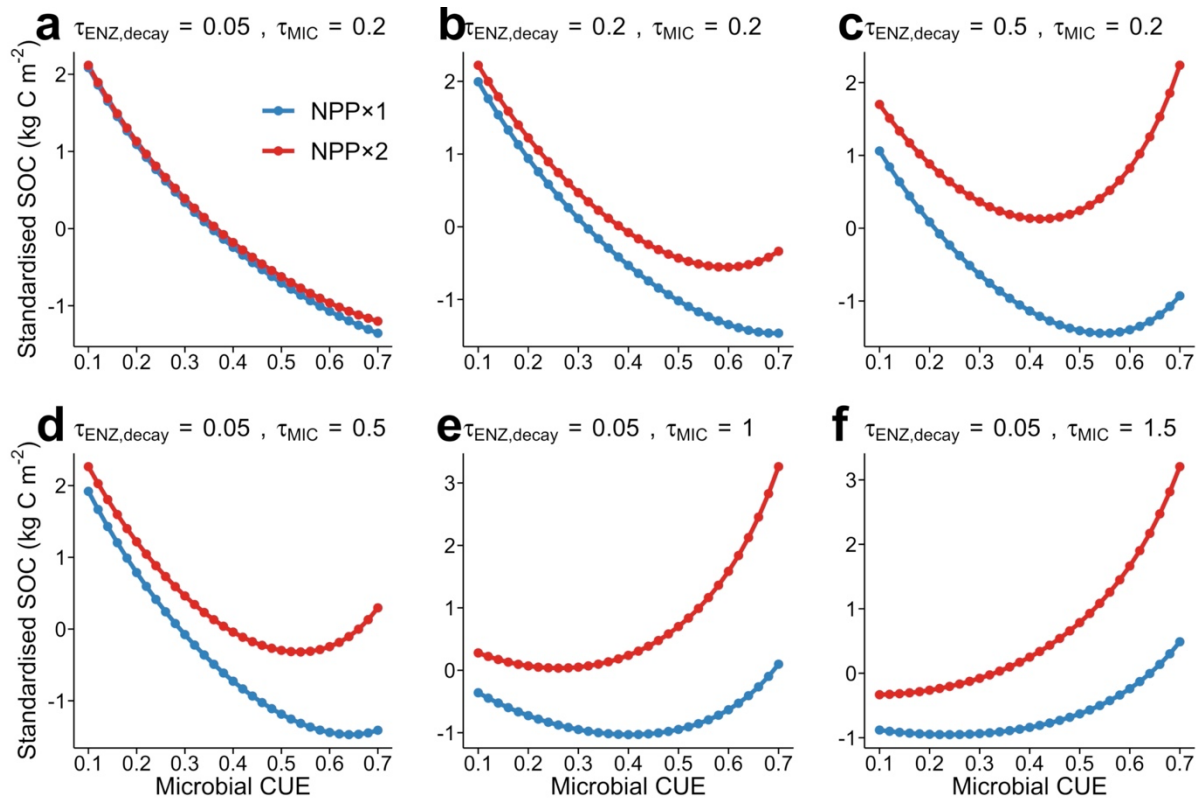 a τENZ,decay = 0.05 , τMIC = 0.2
b τENZ,decay = 0.2 , τMIC = 0.2
c τENZ,decay = 0.5 , τMIC = 0.2
Standardised SOC (kg C m-2)
2
1
0
-1
NPP×1
NPP×2
0.1 0.2 0.3 0.4 0.5 0.6 0.7
2
1
0
-1
0.1 0.2 0.3 0.4 0.5 0.6 0.7
2
1
0
-1
0.1 0.2 0.3 0.4 0.5 0.6 0.7
d τENZ,decay = 0.05 , τMIC = 0.5
e τENZ,decay = 0.05 , τMIC = 1
f τENZ,decay = 0.05 , τMIC = 1.5
Standardised SOC (kg C m-2)
2
1
0
-1
0.1 0.2 0.3 0.4 0.5 0.6 0.7
Microbial CUE
3
2
1
0
-1
0.1 0.2 0.3 0.4 0.5 0.6 0.7
Microbial CUE
3
2
1
0
-1
0.1 0.2 0.3 0.4 0.5 0.6 0.7
Microbial CUE